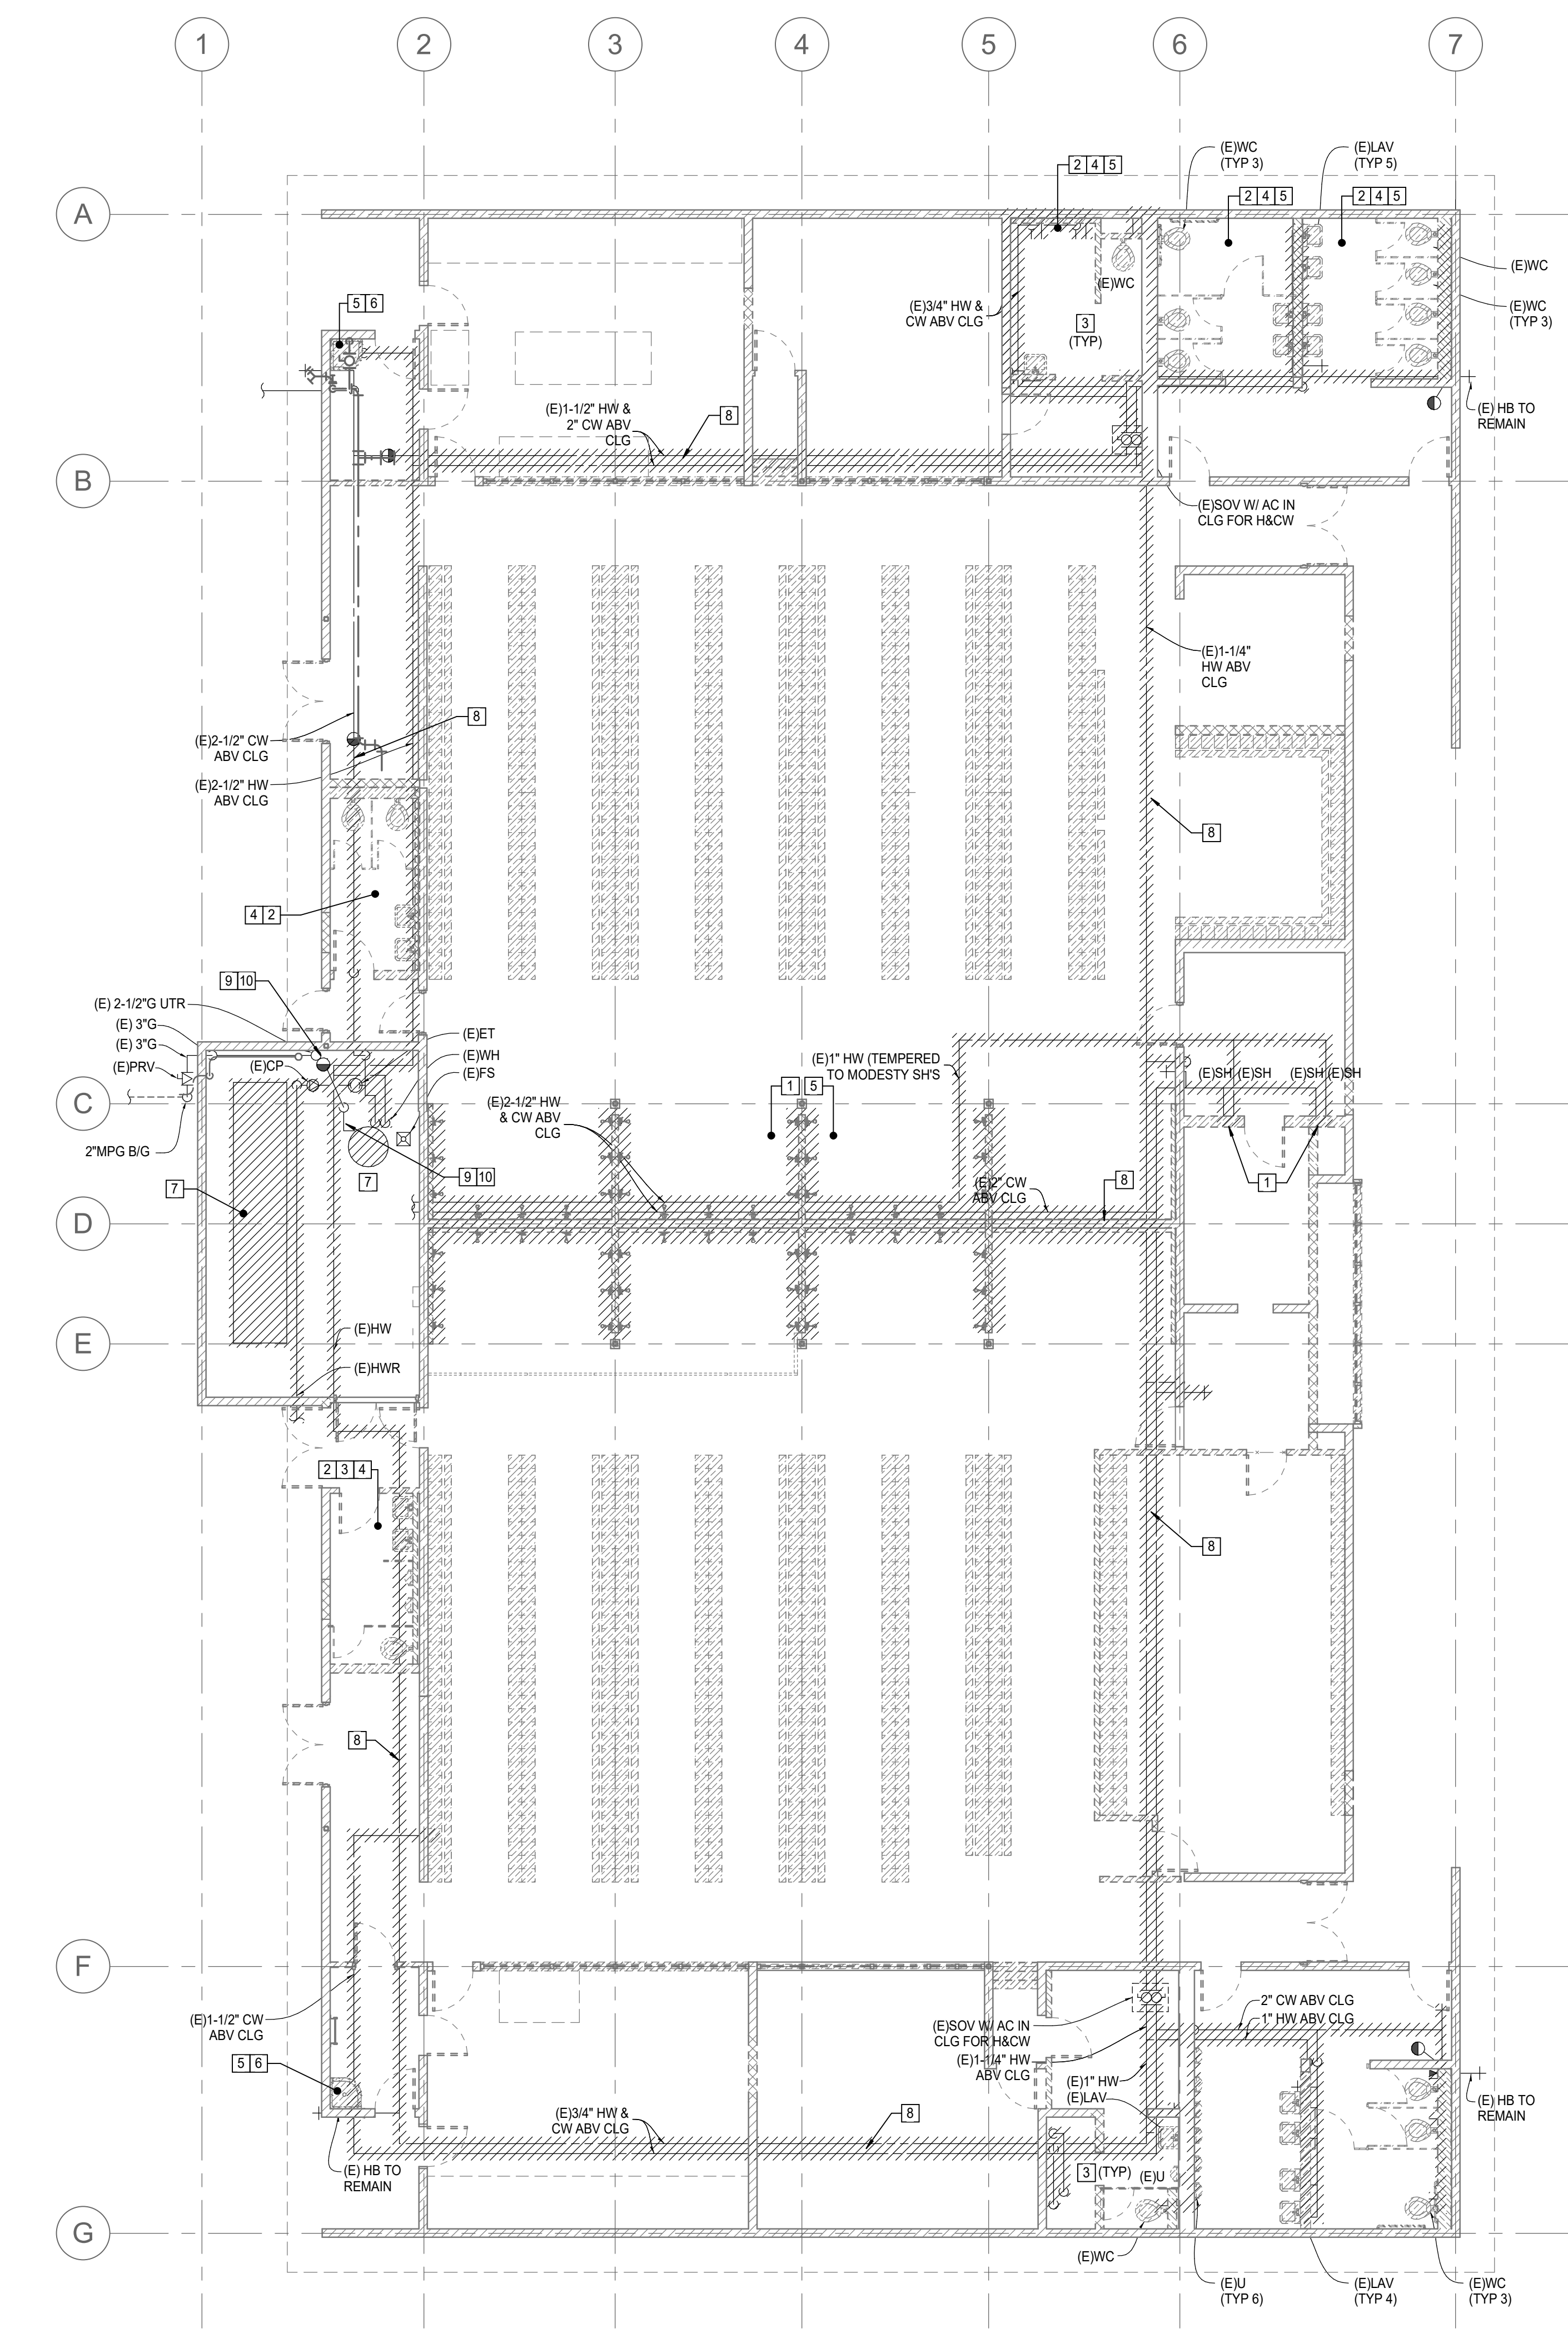 1
2
3
4
5
6
7
2 4 5
(E)WC
(TYP 3)
(E)LAV
(TYP 5)
2 4 5
2 4 5
A
(E)WC
(E)WC
(E)WC
(TYP 3)
5 6
(E)3/4" HW &
CW ABV CLG
3
(TYP)
(E)1-1/2" HW &
2" CW ABV
CLG
8
(E) HB TO
REMAIN
B
(E)SOV W/ AC IN
CLG FOR H&CW
(E)1-1/4"
HW ABV
CLG
8
(E)2-1/2" CW
ABV CLG
(E)2-1/2" HW
ABV CLG
8
4 2
9 10
(E) 2-1/2"G UTR
(E) 3"G
(E) 3"G
(E)PRV
(E)CP
(E)ET
(E)WH
(E)FS
(E)1" HW (TEMPERED
TO MODESTY SH'S
(E)SH
(E)SH
(E)SH
(E)SH
C
(E)2-1/2" HW
& CW ABV
CLG
1
5
2"MPG B/G
9 10
7
7
(E)2" CW
ABV CLG
8
1
D
(E)HW
E
(E)HWR
2 3 4
8
8
F
(E)1-1/2" CW
ABV CLG
(E)SOV W/ AC IN
CLG FOR H&CW
2" CW ABV CLG
1" HW ABV CLG
5 6
(E)1-1/4" HW
ABV CLG
(E)1" HW
(E)LAV
(E) HB TO
REMAIN
(E)3/4" HW &
CW ABV CLG
8
(E) HB TO
REMAIN
3
(TYP)
(E)U
G
(E)WC
(E)U
(TYP 6)
(E)LAV
(TYP 4)
(E)WC
(TYP 3)